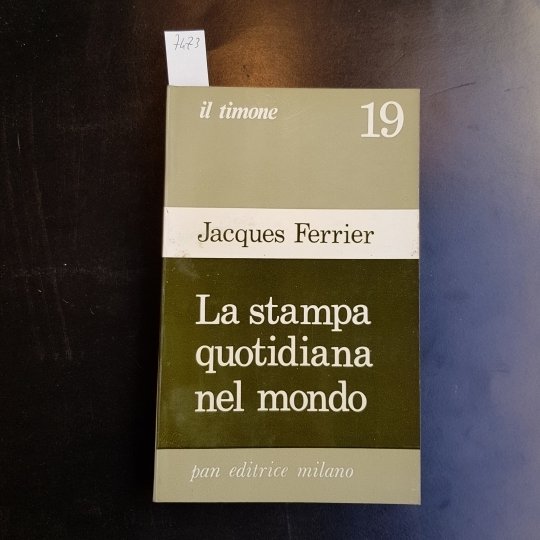 7473
il timone
19
Jacques Ferrier
La stampa
quotidiana
nel mondo
pan editrice milano